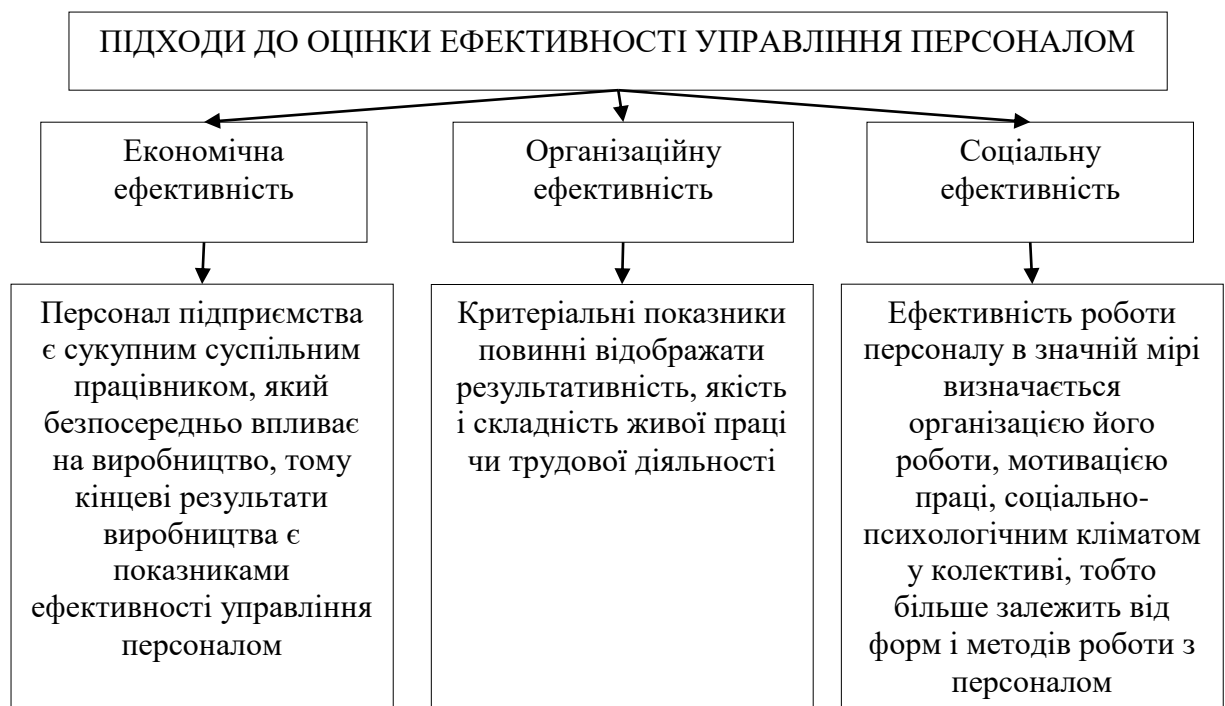 ПІДХОДИ ДО ОЦІНКИ ЕФЕКТИВНОСТІ УПРАВЛІННЯ ПЕРСОНАЛОМ
Економічна
ефективність
Організаційну
ефективність
Соціальну
ефективність
Персонал підприємства
є сукупним суспільним
працівником, який
безпосередньо впливає
на виробництво, тому
кінцеві результати
виробництва є
показниками
ефективності управління
персоналом
Критеріальні показники
повинні відображати
результативність, якість
і складність живої праці
чи трудової діяльності
Ефективність роботи
персоналу в значній мірі
визначається
організацією його
роботи, мотивацією
праці, соціально-
психологічним кліматом
у колективі, тобто
більше залежить від
форм і методів роботи з
персоналом